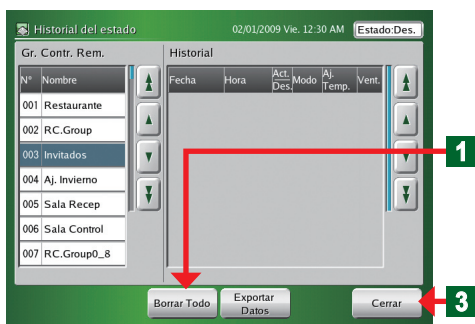 Historial del estado 02/01/2009 Vie. 12:30 AM Estado:Des.
Gr. Contr. Rem.
Nº Nombre
001 Restaurante
002 RC.Group
003 Invitados
004 Aj. Invierno
005 Sala Recep
006 Sala Control
007 RC.Group0_8
Historial
Fecha Hora Act. Des. Modo Aj. Temp. Vent.
1
Borrar Todo
Exportar
Datos
Cerrar
3